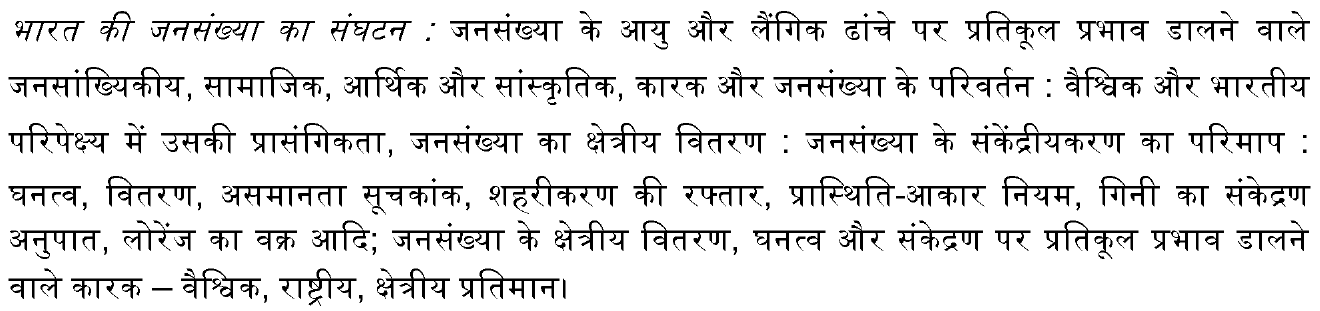 भारत की जनसंख्या का संघटन : जनसंख्या के आयु और लैंगिक ढांचे पर प्रतिकूल प्रभाव डालने वाले
जनसांख्यिकीय, सामाजिक, आर्थिक और सांस्कृतिक, कारक और जनसंख्या के परिवर्तन : वैश्विक और भारतीय
परिपेक्ष्य में उसकी प्रासंगिकता, जनसंख्या का क्षेत्रीय वितरण : जनसंख्या के संकेंद्रीयकरण का परिमाप :
घनत्व, वितरण, असमानता सूचकांक, शहरीकरण की रफ्तार, प्रास्थिति-आकार नियम, गिनी का संकेद्रण
अनुपात, लोरेंज का वक्र आदि; जनसंख्या के क्षेत्रीय वितरण, घनत्व और संकेद्रण पर प्रतिकूल प्रभाव डालने
वाले कारक – वैश्विक, राष्ट्रीय, क्षेत्रीय प्रतिमान।